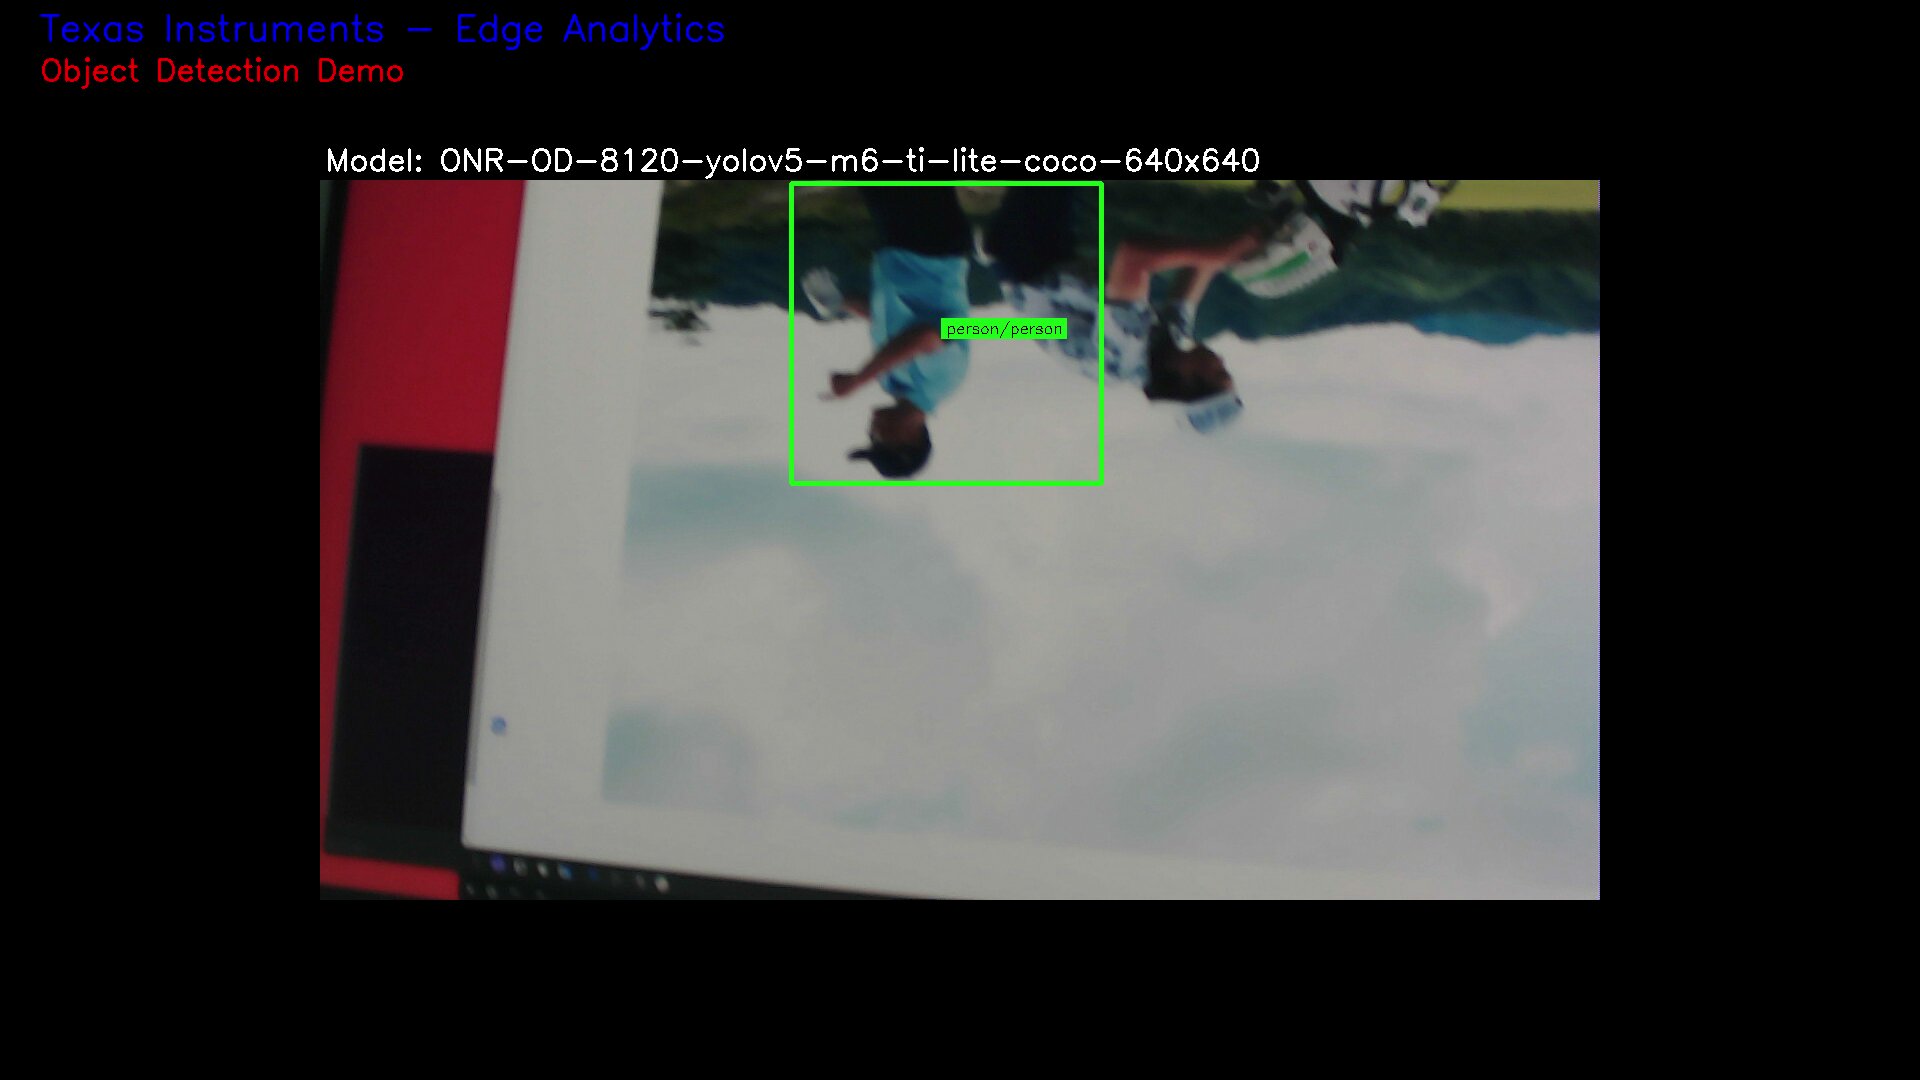 Texas Instruments - Edge Analytics
Object Detection Demo
Model: ONR-OD-8120-yolov5-m6-ti-lite-coco-640x640
person/person